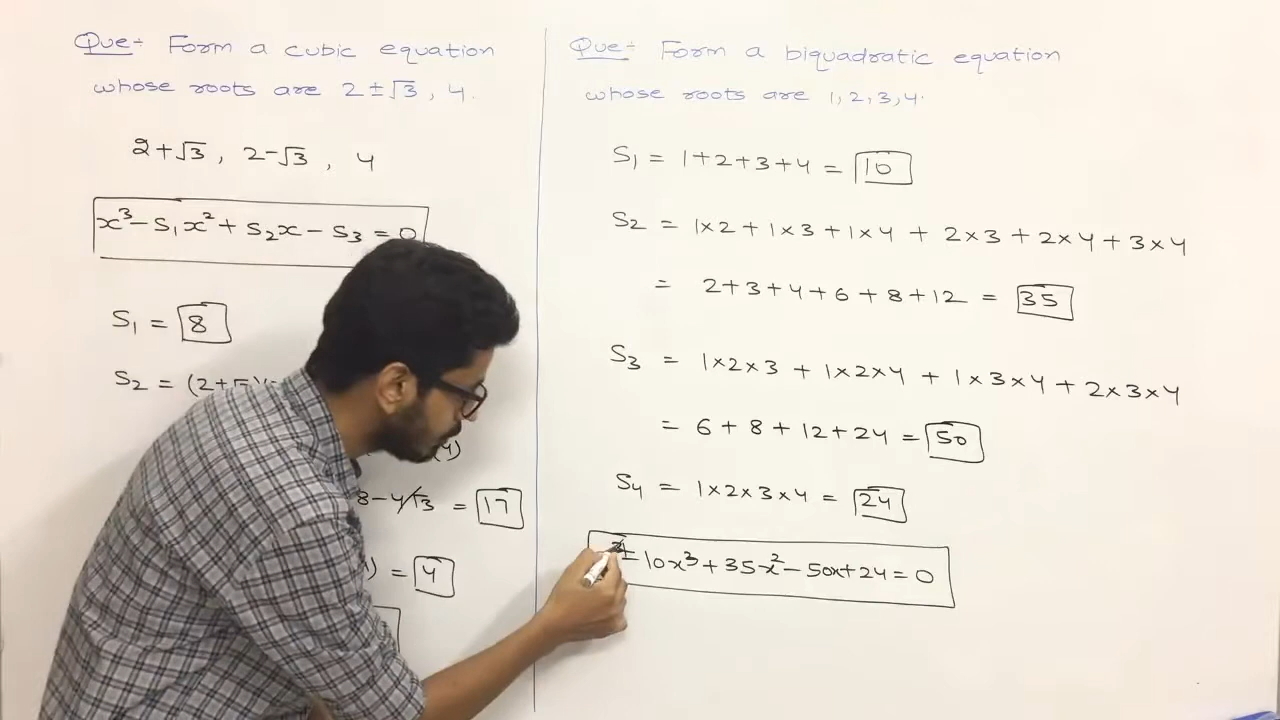 Que:- Form a cubic equation
whose roots are 2±√3, 4.
2+√3, 2-√3, 4
x³-S₁x²+S₂x-S₃=0
S₁ = 8
S₂ = (2+
4)
8-4√3 = 17
) = 4
Que:- Form a biquadratic equation
whose roots are 1,2,3,4.
S₁ = 1+2+3+4 = 10
S₂ = 1×2+1×3+1×4+2×3+2×4+3×4
= 2+3+4+6+8+12 = 35
S₃ = 1×2×3+1×2×4+1×3×4+2×3×4
= 6+8+12+24 = 50
S₄ = 1×2×3×4 = 24
-10x³+35x²-50x+24=0